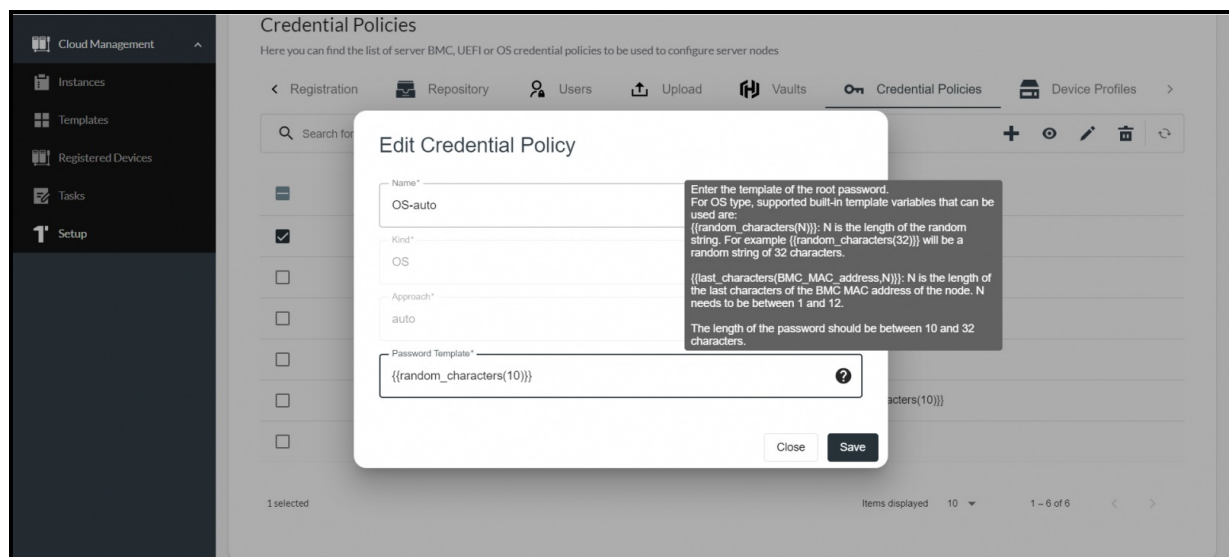 Credential Policies
Here you can find the list of server BMC, UEFI or OS credential policies to be used to configure server nodes
Cloud Management
Instances
Templates
Registered Devices
Tasks
Setup
Registration
Repository
Users
Upload
Vaults
Credential Policies
Device Profiles
Search for
Edit Credential Policy
Name*
OS-auto
Kind*
OS
Approach*
auto
Password Template*
{{random_characters(10)}}
Enter the template of the root password.
For OS type, supported built-in template variables that can be
used are:
{{random_characters(N)}}: N is the length of the random
string. For example {{random_characters(32)}} will be a
random string of 32 characters.
{{last_characters(BMC_MAC_address,N)}}: N is the length of
the last characters of the BMC MAC address of the node. N
needs to be between 1 and 12.
The length of the password should be between 10 and 32
characters.
acters(10)}}
Close
Save
1 selected
Items displayed 10
1 – 6 of 6